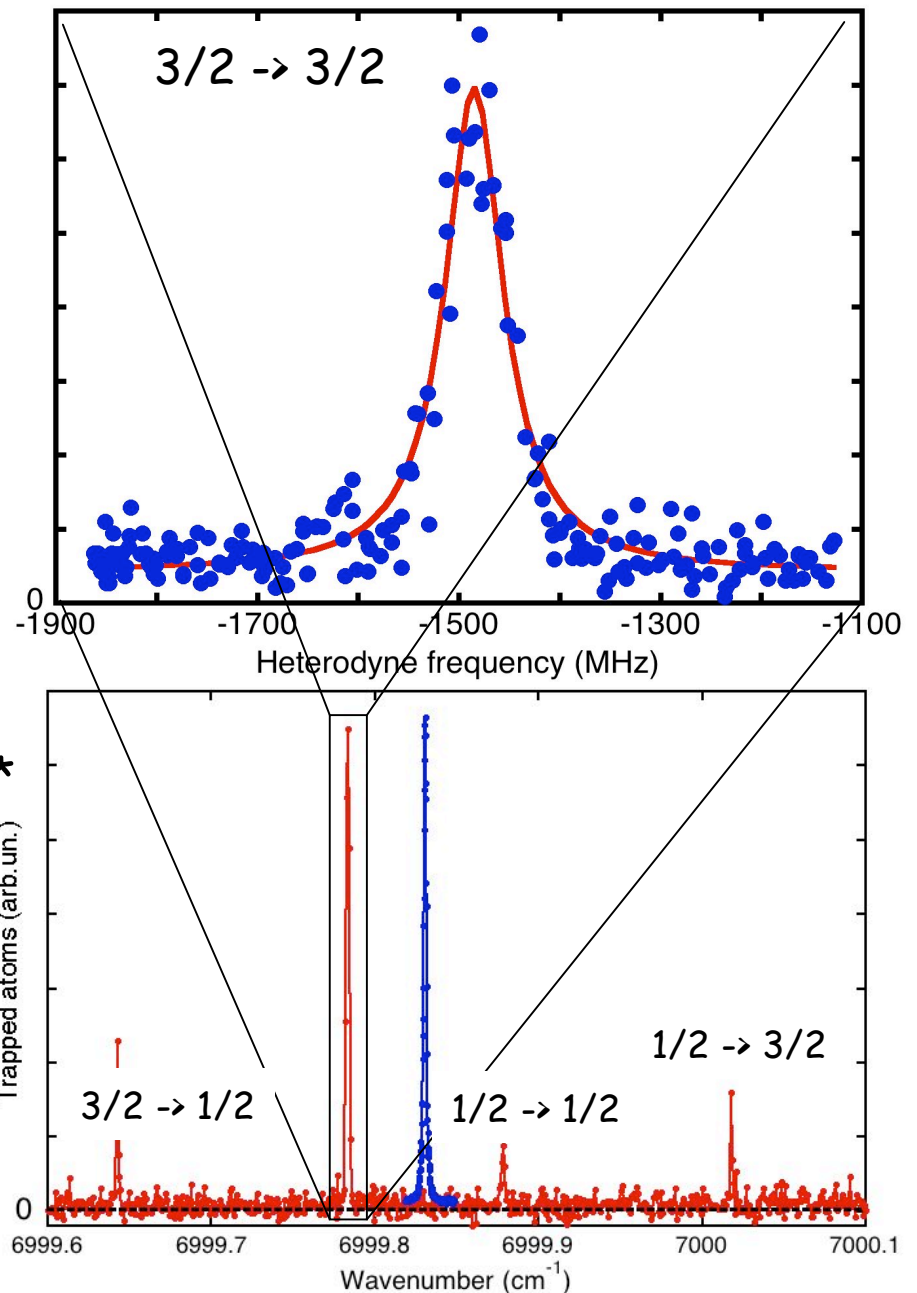 3/2 -> 3/2
0
-1900 -1700 -1500 -1300 -1100
Heterodyne frequency (MHz)
*
Trapped atoms (arb.un.)
1/2 -> 3/2
3/2 -> 1/2 1/2 -> 1/2
0
6999.6 6999.7 6999.8 6999.9 7000 7000.1
Wavenumber (cm⁻¹)